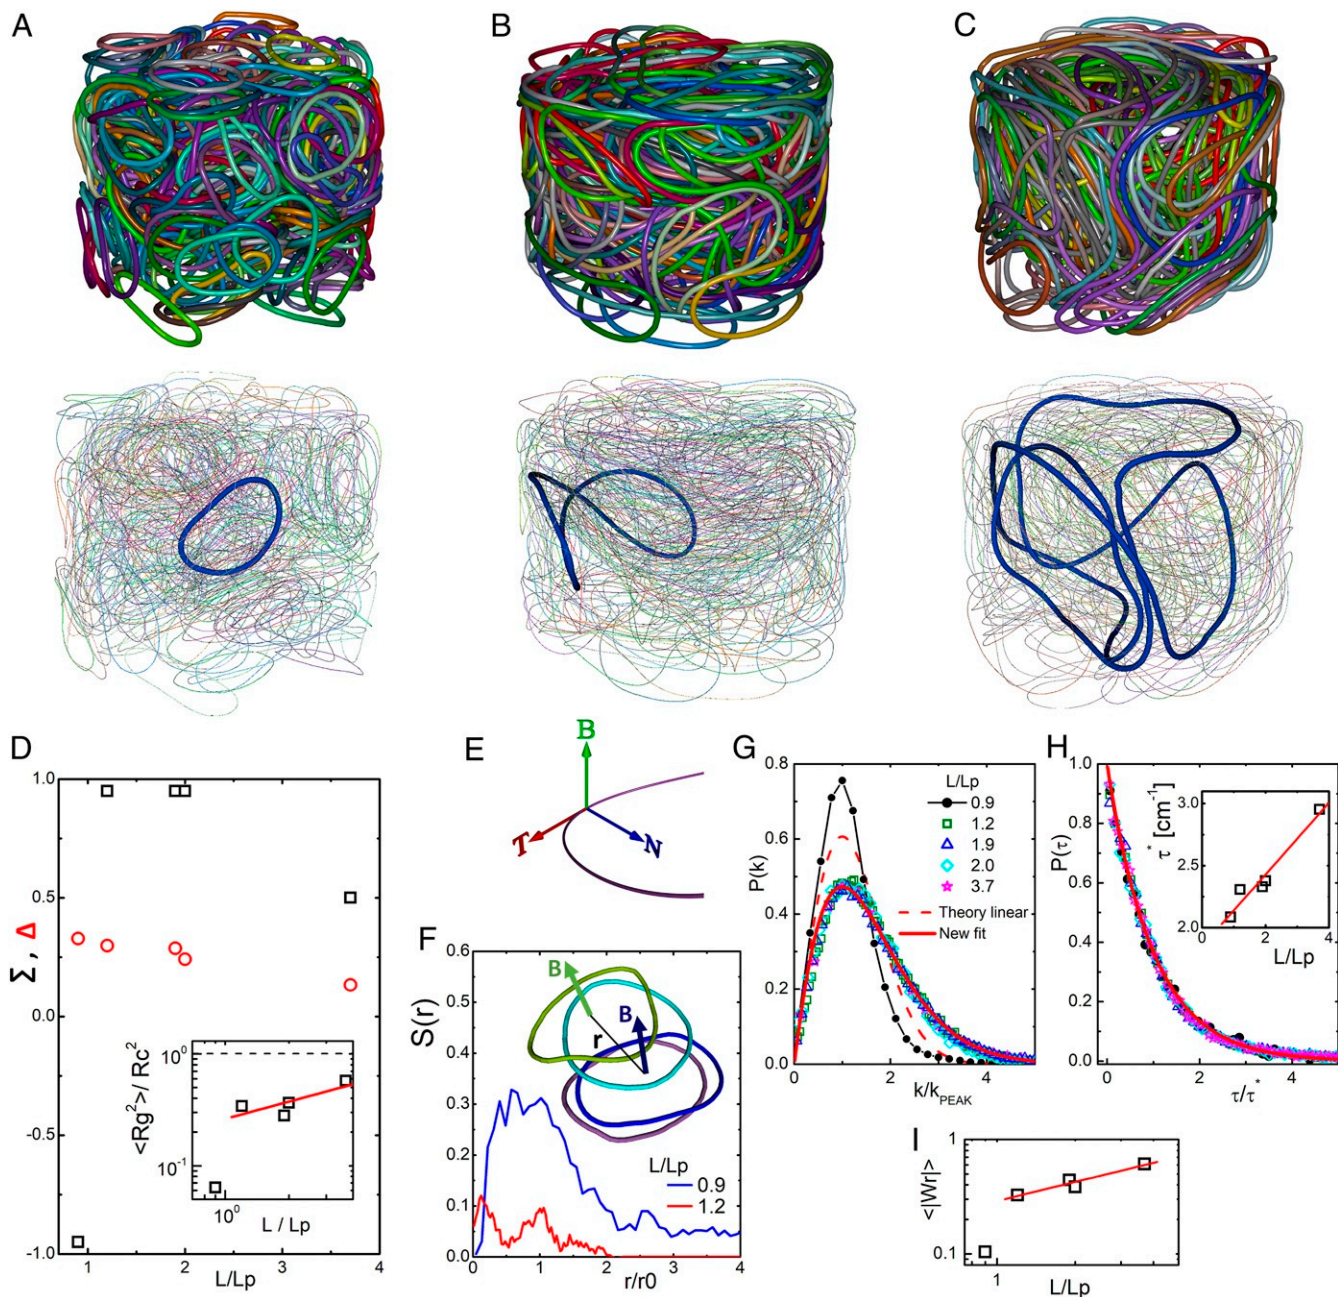 A
B
C
D
Σ, Δ
1.0
0.5
0.0
-0.5
-1.0
1
2
3
4
L/Lp
<Rg²>/ Rc²
10⁰
10⁻¹
10⁰
L / Lp
E
B
T
N
F
S(r)
0.6
0.5
0.4
0.3
0.2
0.1
0.0
B
B
r
L/Lp
0.9
1.2
0
1
2
3
4
r/r0
G
P(k)
0.8
0.6
0.4
0.2
0.0
L/Lp
0.9
1.2
1.9
2.0
3.7
Theory linear
New fit
0
2
4
k/k_PEAK
H
P(τ)
1.0
0.8
0.6
0.4
0.2
0.0
τ* [cm⁻¹]
3.0
2.5
2.0
0
2
4
L/Lp
0
1
2
3
4
5
τ/τ*
I
<|Wr|>
1
0.1
1
L/Lp